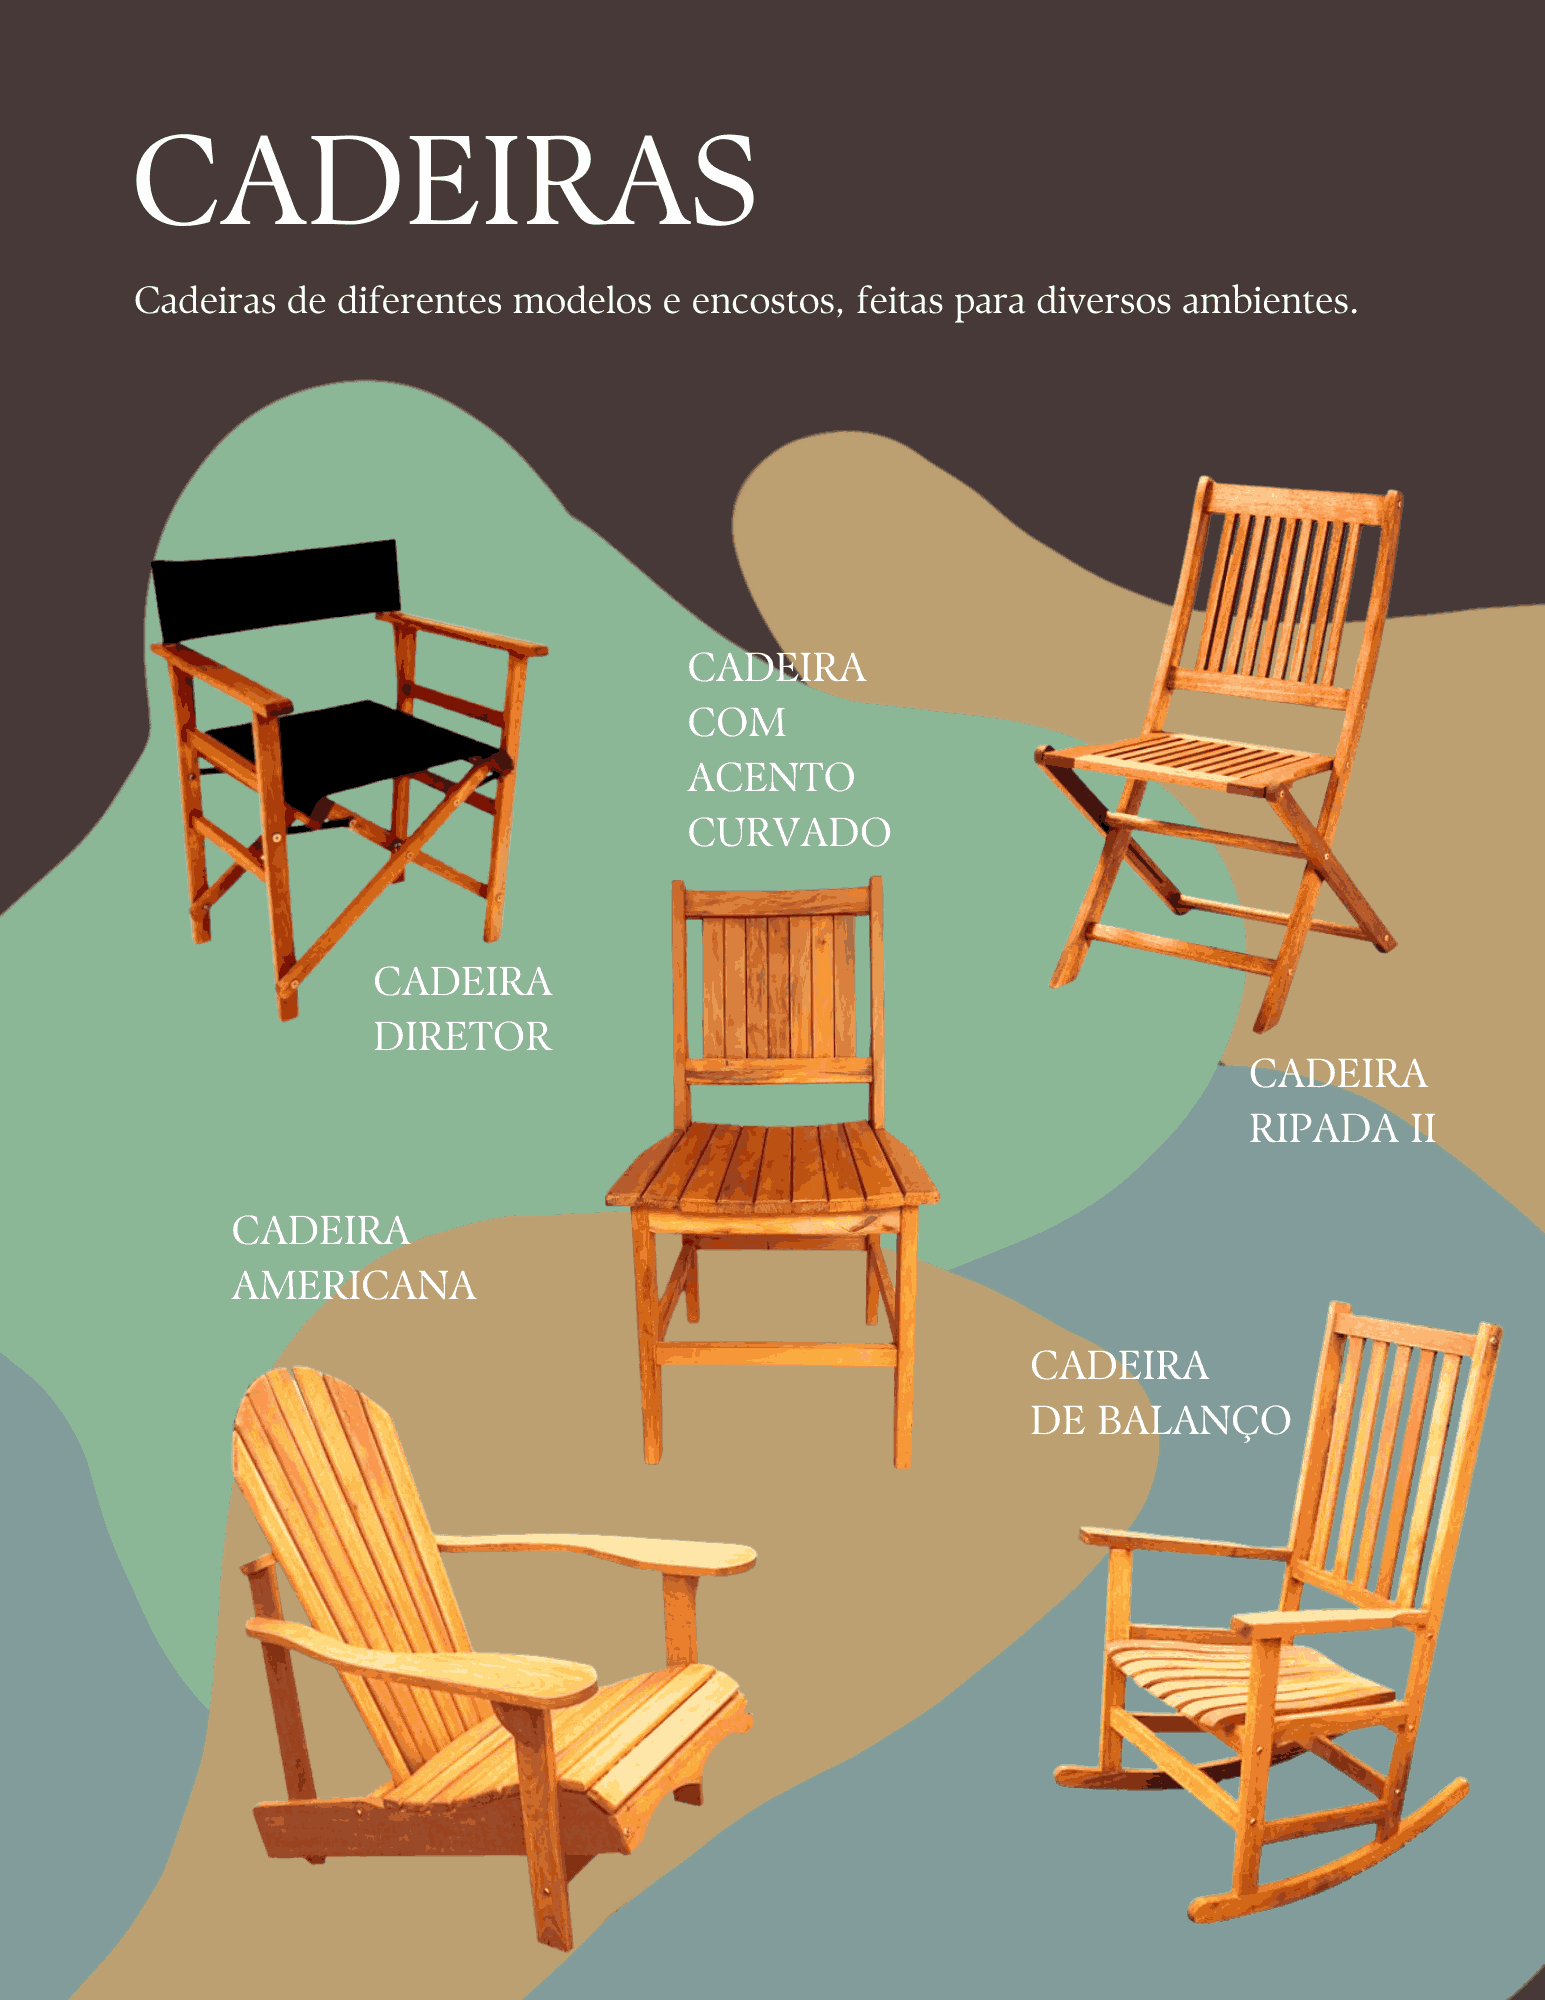 CADEIRAS
Cadeiras de diferentes modelos e encostos, feitas para diversos ambientes.
CADEIRA
COM
ACENTO
CURVADO
CADEIRA
DIRETOR
CADEIRA
RIPADA II
CADEIRA
AMERICANA
CADEIRA
DE BALANÇO